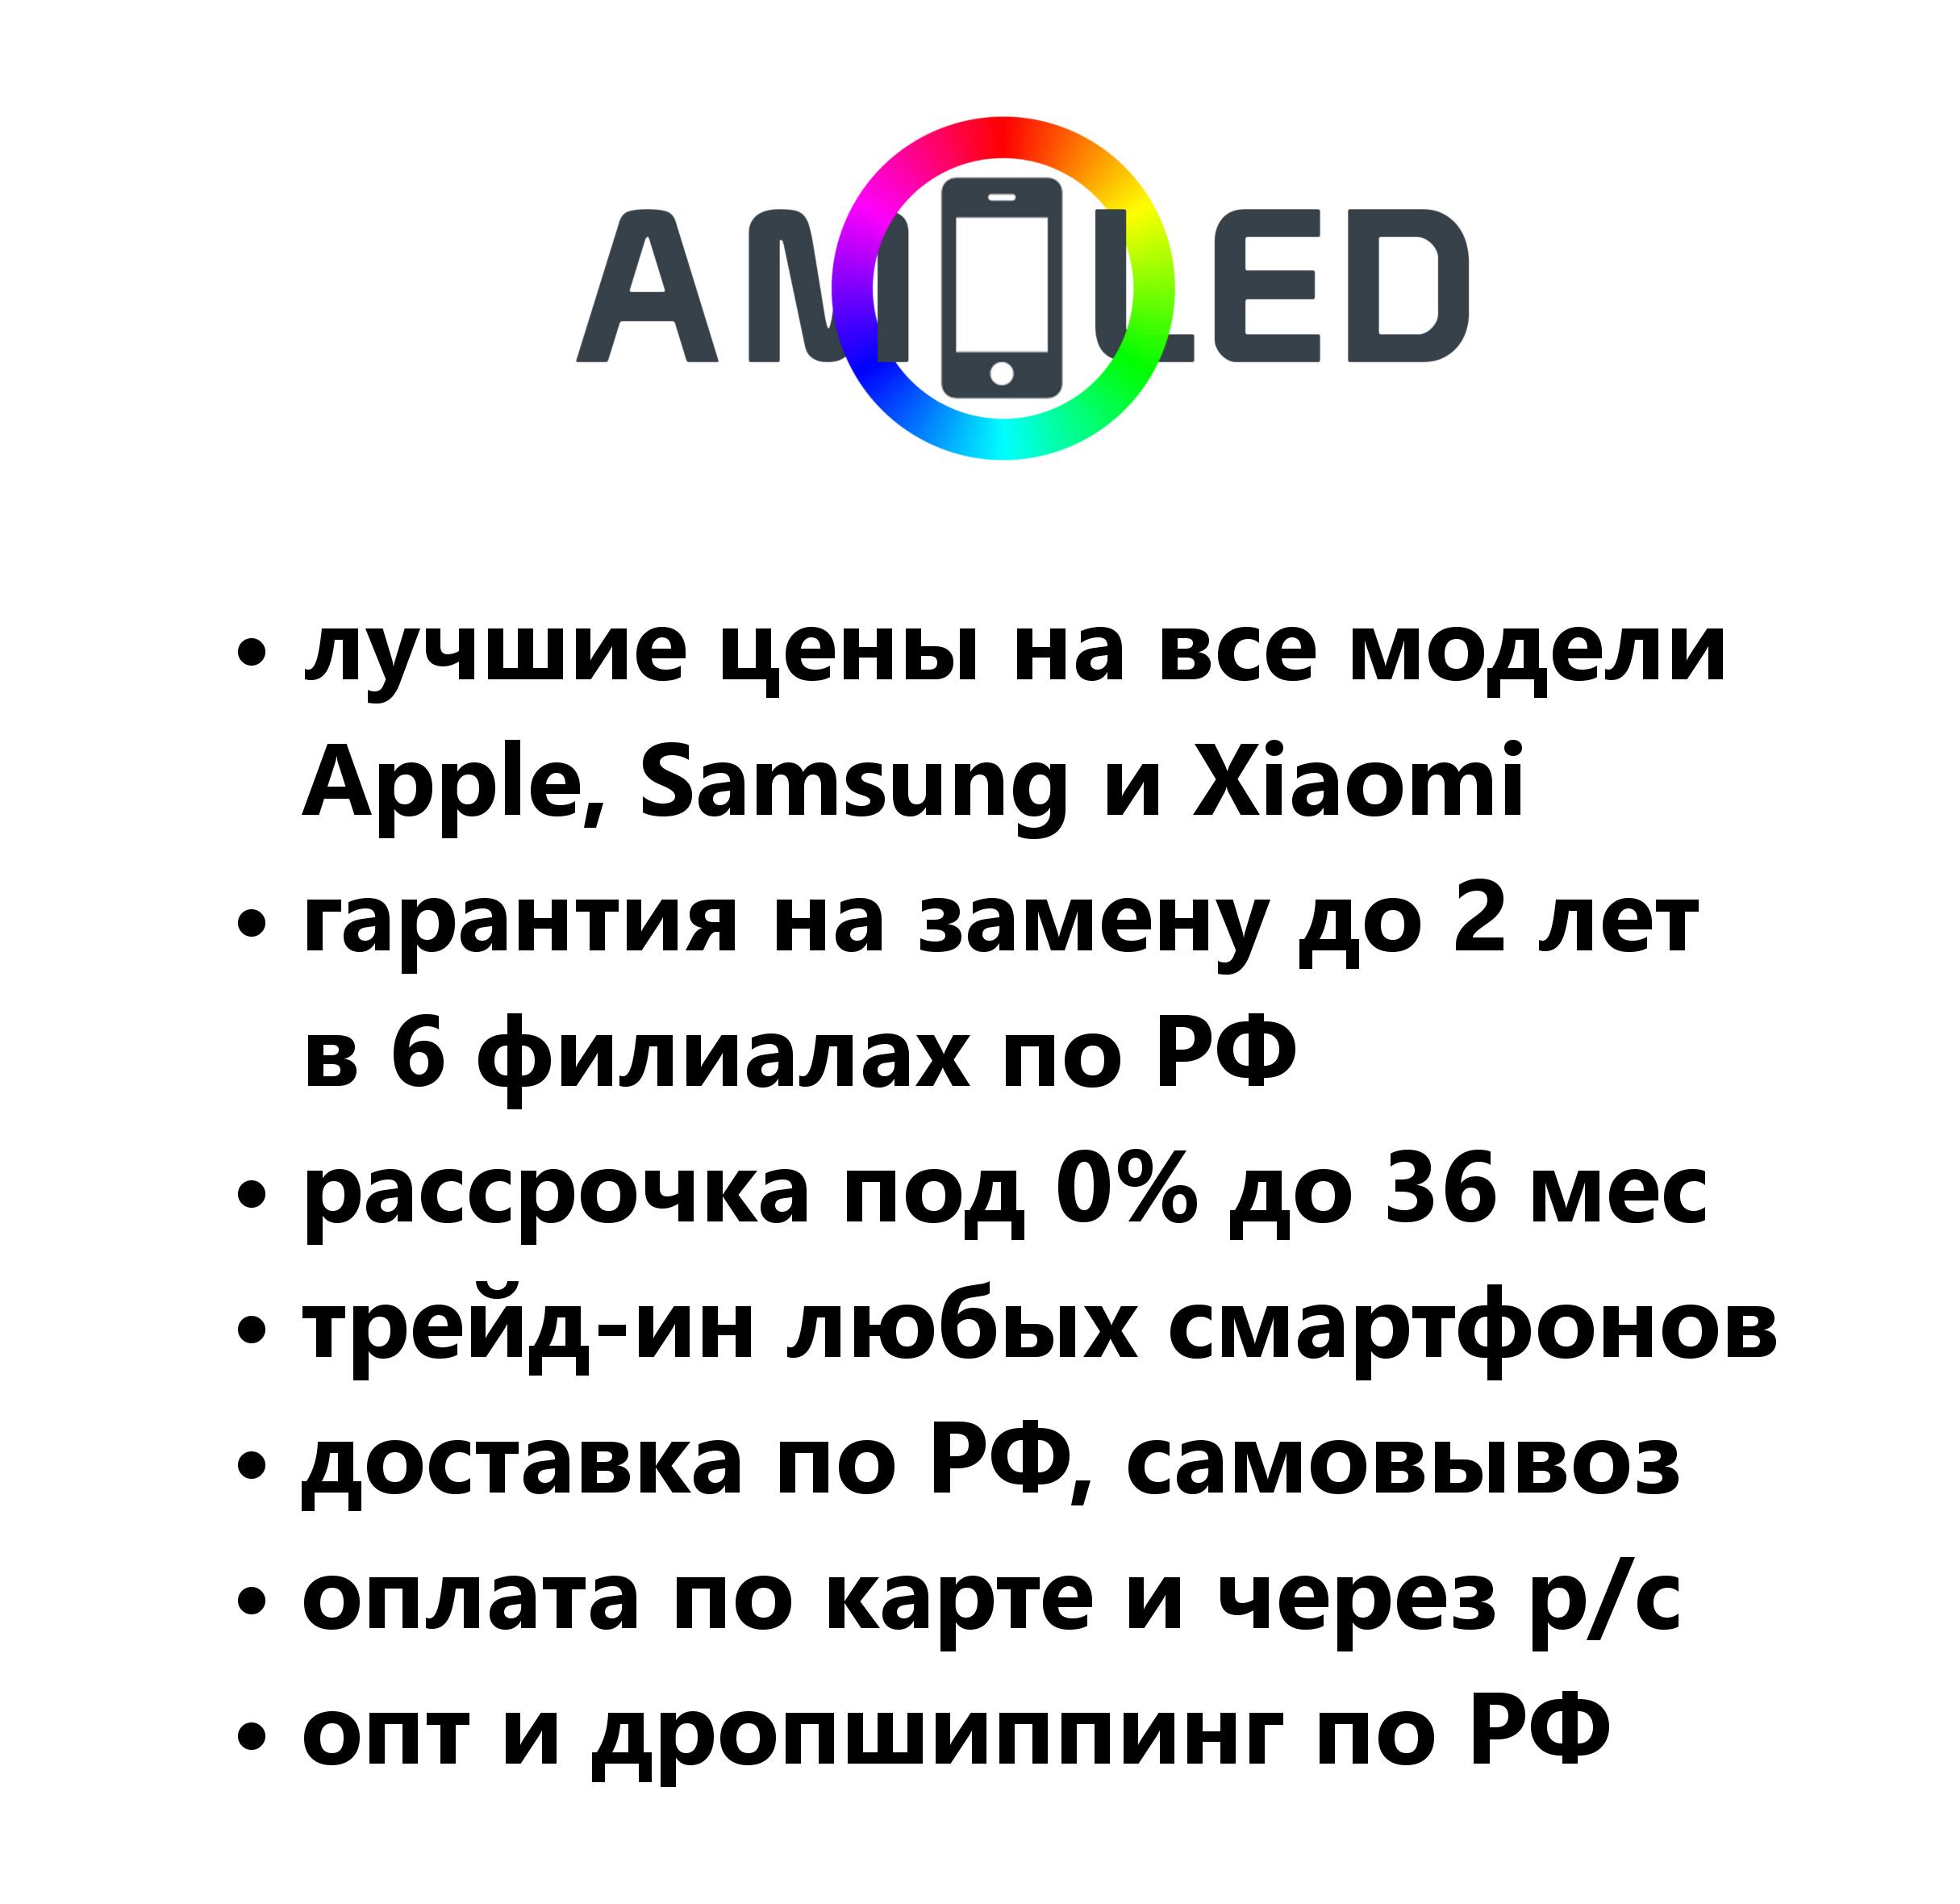 AMOLED
• лучшие цены на все модели
Apple, Samsung и Xiaomi
• гарантия на замену до 2 лет
в 6 филиалах по РФ
• рассрочка под 0% до 36 мес
• трейд-ин любых смартфонов
• доставка по РФ, самовывоз
• оплата по карте и через р/с
• опт и дропшиппинг по РФ